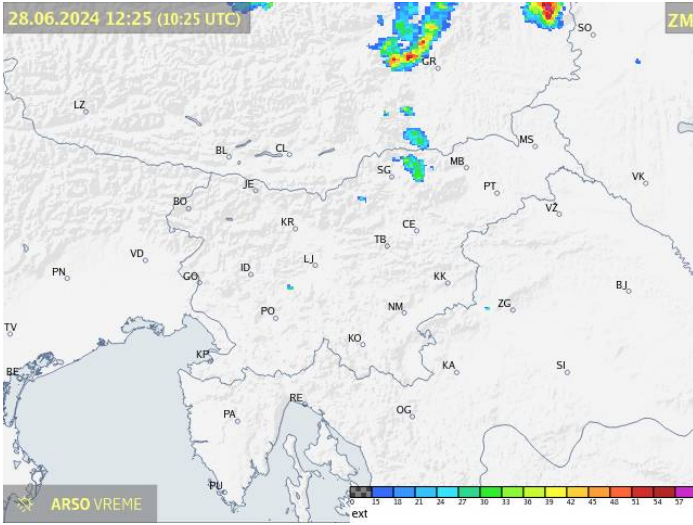 28.06.2024 12:25 (10:25 UTC)
ZM
SO
GR
LZ
MS
BL
CL
SG
MB
VK
JE
PT
BO
VŽ
KR
CE
TB
VD
LJ
PN
GO
ID
KK
BJ
NM
ZG
PO
TV
KO
KP
BE
KA
SI
RE
PA
OG
PU
ARSO VREME
15 18 21 24 27 30 33 36 39 42 45 48 51 54 57
ext